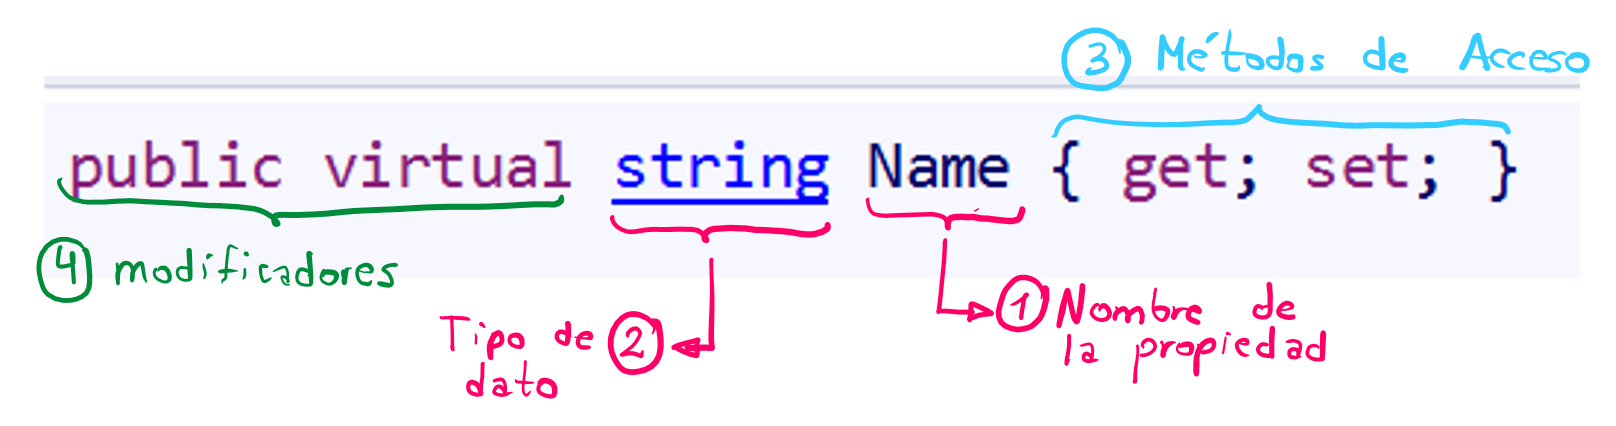 ③ Métodos de Acceso
public virtual string Name { get; set; }
④ modificadores
① Nombre de
la propiedad
Tipo de ②
dato